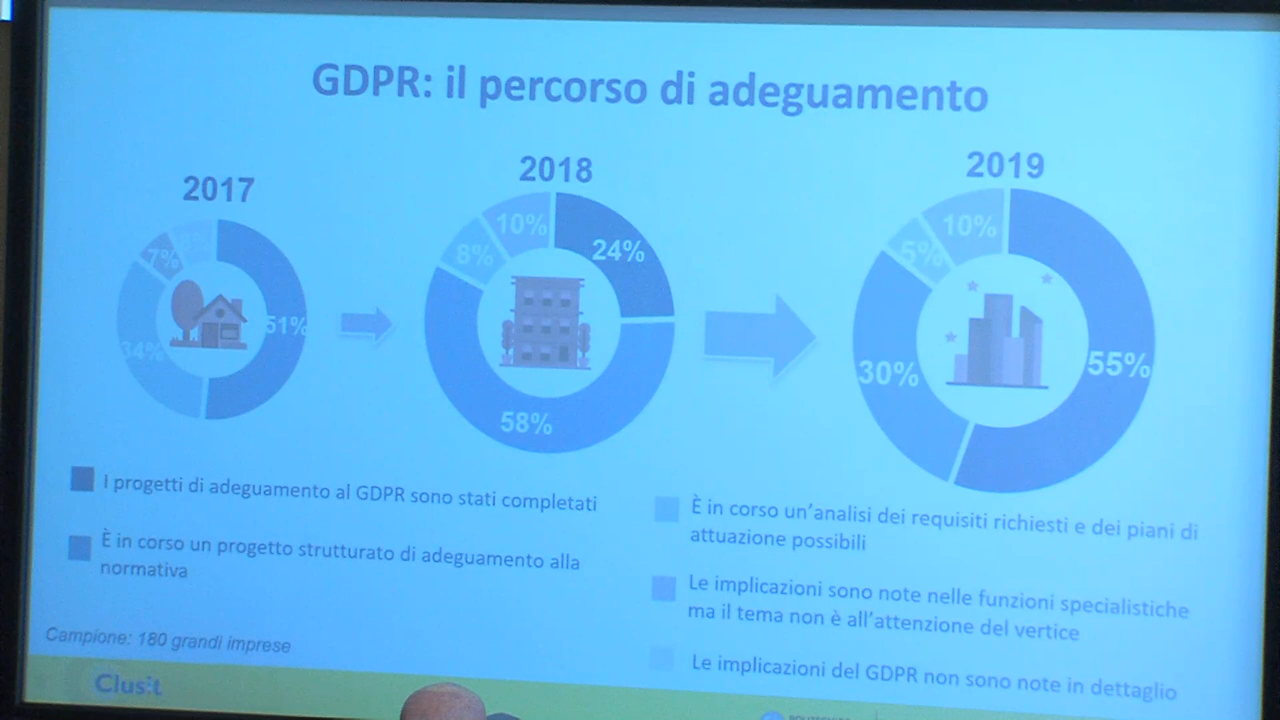 GDPR: il percorso di adeguamento
2017
2018
2019
7%
51%
34%
10%
8%
24%
58%
10%
5%
30%
55%
I progetti di adeguamento al GDPR sono stati completati
È in corso un progetto strutturato di adeguamento alla
normativa
È in corso un'analisi dei requisiti richiesti e dei piani di
attuazione possibili
Le implicazioni sono note nelle funzioni specialistiche
ma il tema non è all'attenzione del vertice
Le implicazioni del GDPR non sono note in dettaglio
Campione: 180 grandi imprese
Clusit